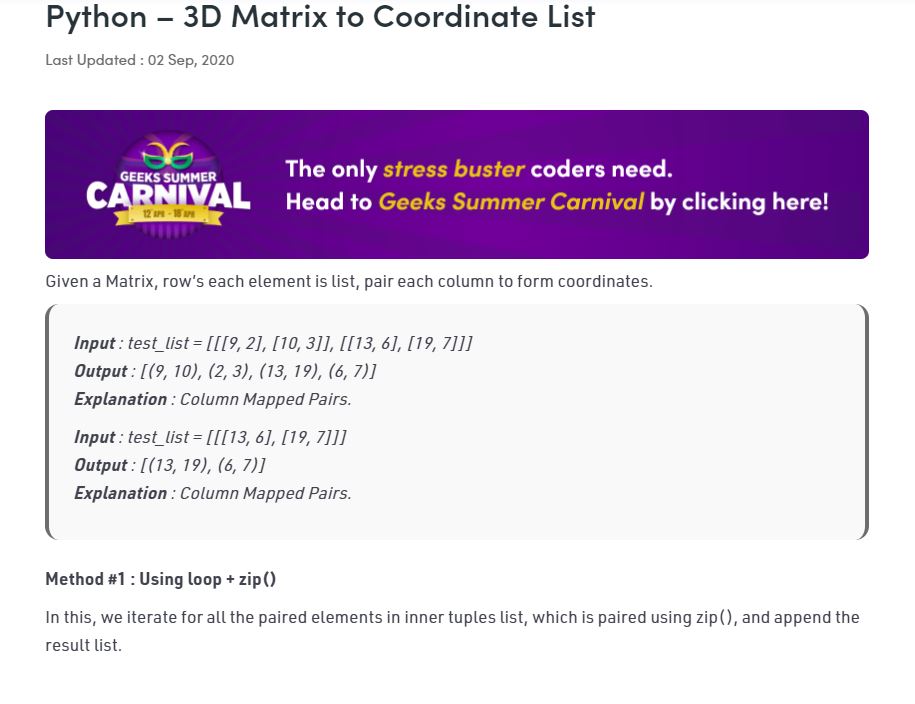 Python – 3D Matrix to Coordinate List
Last Updated : 02 Sep, 2020
GEEKS SUMMER
CARNIVAL
12 APR - 18 APR
The only stress buster coders need.
Head to Geeks Summer Carnival by clicking here!
Given a Matrix, row's each element is list, pair each column to form coordinates.
Input : test_list = [[[9, 2], [10, 3]], [[13, 6], [19, 7]]]
Output : [(9, 10), (2, 3), (13, 19), (6, 7)]
Explanation : Column Mapped Pairs.
Input : test_list = [[[13, 6], [19, 7]]]
Output : [(13, 19), (6, 7)]
Explanation : Column Mapped Pairs.
Method #1 : Using loop + zip()
In this, we iterate for all the paired elements in inner tuples list, which is paired using zip(), and append the
result list.